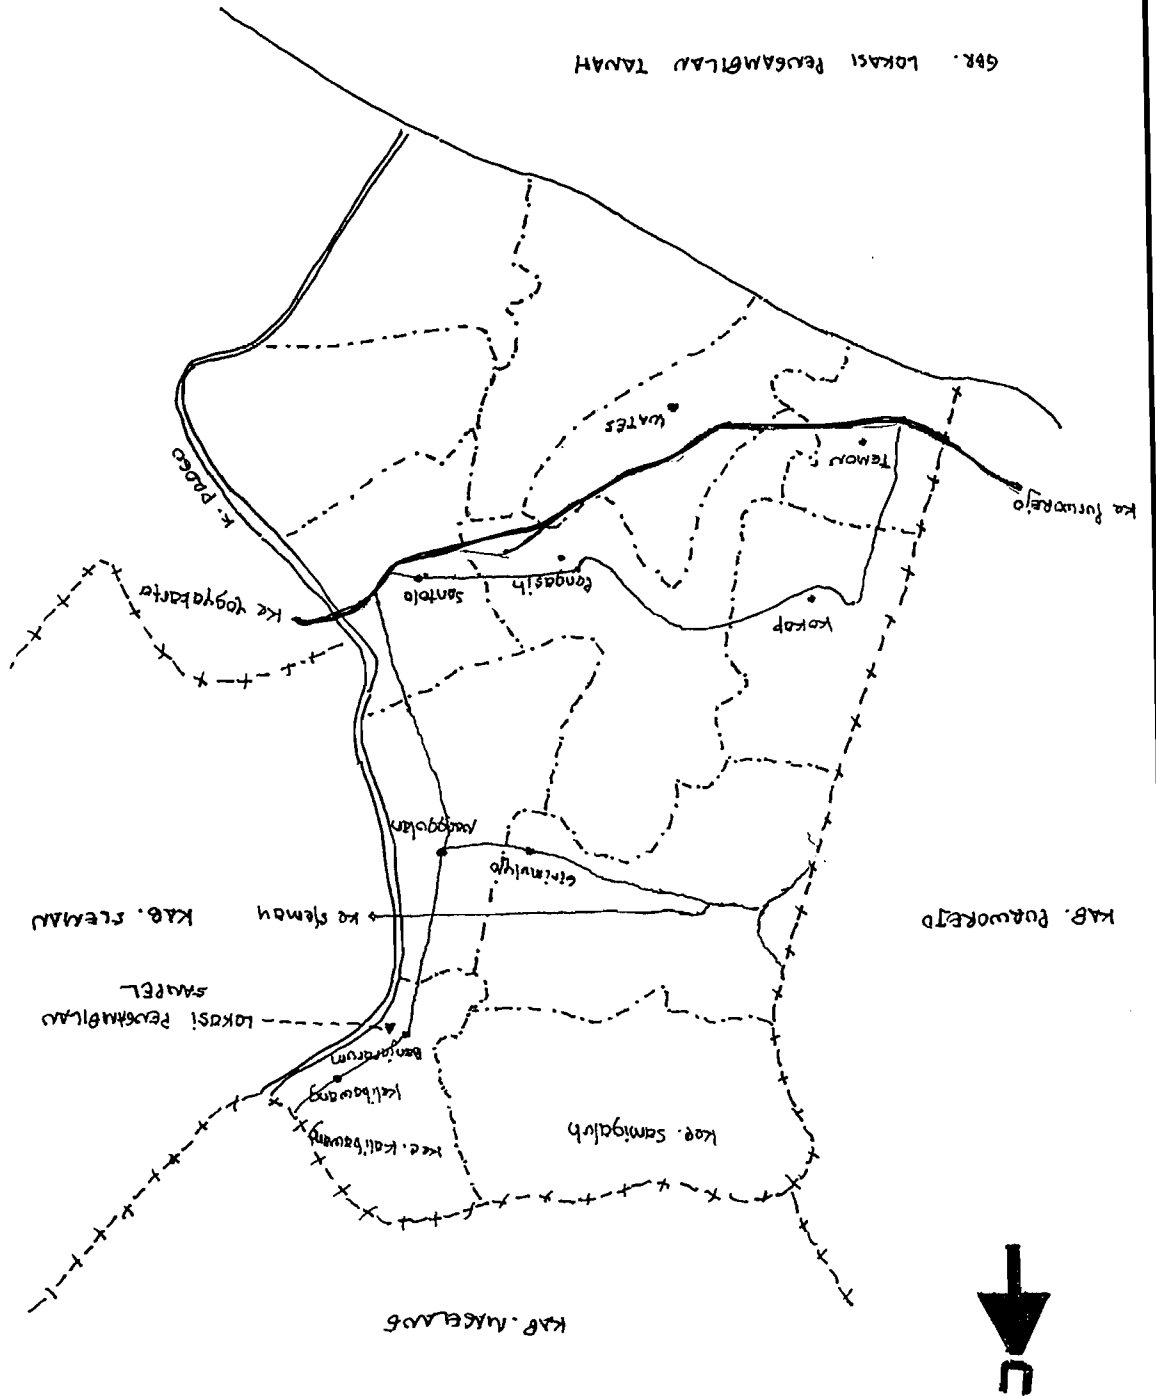 U
KAB. MAGELANG
Kec. Samigaluh
Kec. Kalibawang
Kalibawang
Banjararum
LOKASI PENGAMBILAN
SAMPEL
KAB. PURWOREJO
Ke Sleman
KAB. SLEMAN
Girimulyo
Nanggulan
Kokap
Ke Yogyakarta
Pengasih
Sentolo
Ke Purworejo
K. PROGO
TEMON
WATES
GBR. LOKASI PENGAMBILAN TANAH